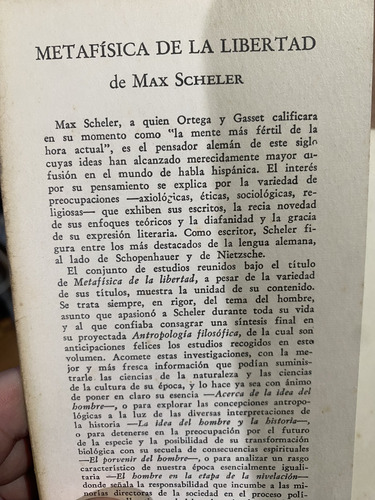 METAFÍSICA DE LA LIBERTAD
de MAX SCHELER
Max Scheler, a quien Ortega y Gasset calificara
en su momento como "la mente más fértil de la
hora actual", es el pensador alemán de este siglo
cuyas ideas han alcanzado merecidamente mayor di-
fusión en el mundo de habla hispánica. El interés
por su pensamiento se explica por la variedad de
preocupaciones —axiológicas, éticas, sociológicas, re-
ligiosas— que exhiben sus escritos, la recia novedad
de sus enfoques teóricos y la diafanidad y la gracia
de su expresión literaria. Como escritor, Scheler fi-
gura entre los más destacados de la lengua alemana,
al lado de Schopenhauer y de Nietzsche.
El conjunto de estudios reunidos bajo el título
de Metafísica de la libertad, a pesar de la variedad
de sus títulos, muestra la unidad de su contenido.
Se trata siempre, en rigor, del tema del hombre,
asunto que apasionó a Scheler durante toda su vida
y al que confiaba consagrar una síntesis final en
su proyectada Antropología filosófica, de la cual son
anticipaciones felices los estudios recogidos en este
volumen. Acomete estas investigaciones, con la me-
jor y más fresca información que podían suminis-
trarle las ciencias de la naturaleza y las ciencias
de la cultura de su época, y lo hace ya sea con ánimo
de poner en claro su esencia —Acerca de la idea del
hombre—, o para explorar las concepciones antropo-
lógicas a la luz de las diversas interpretaciones de
la historia —La idea del hombre y la historia—,
o para detenerse en la preocupación por el futuro
de la especie y la posibilidad de su transformación
biológica con su secuela de consecuencias espirituales
—El porvenir del hombre—, o para analizar un rasgo
característico de nuestra época esencialmente iguali-
taria —El hombre en la etapa de la nivelación—
donde señala la responsabilidad que incumbe a las mi-
norías directoras de la sociedad en el proceso polí-